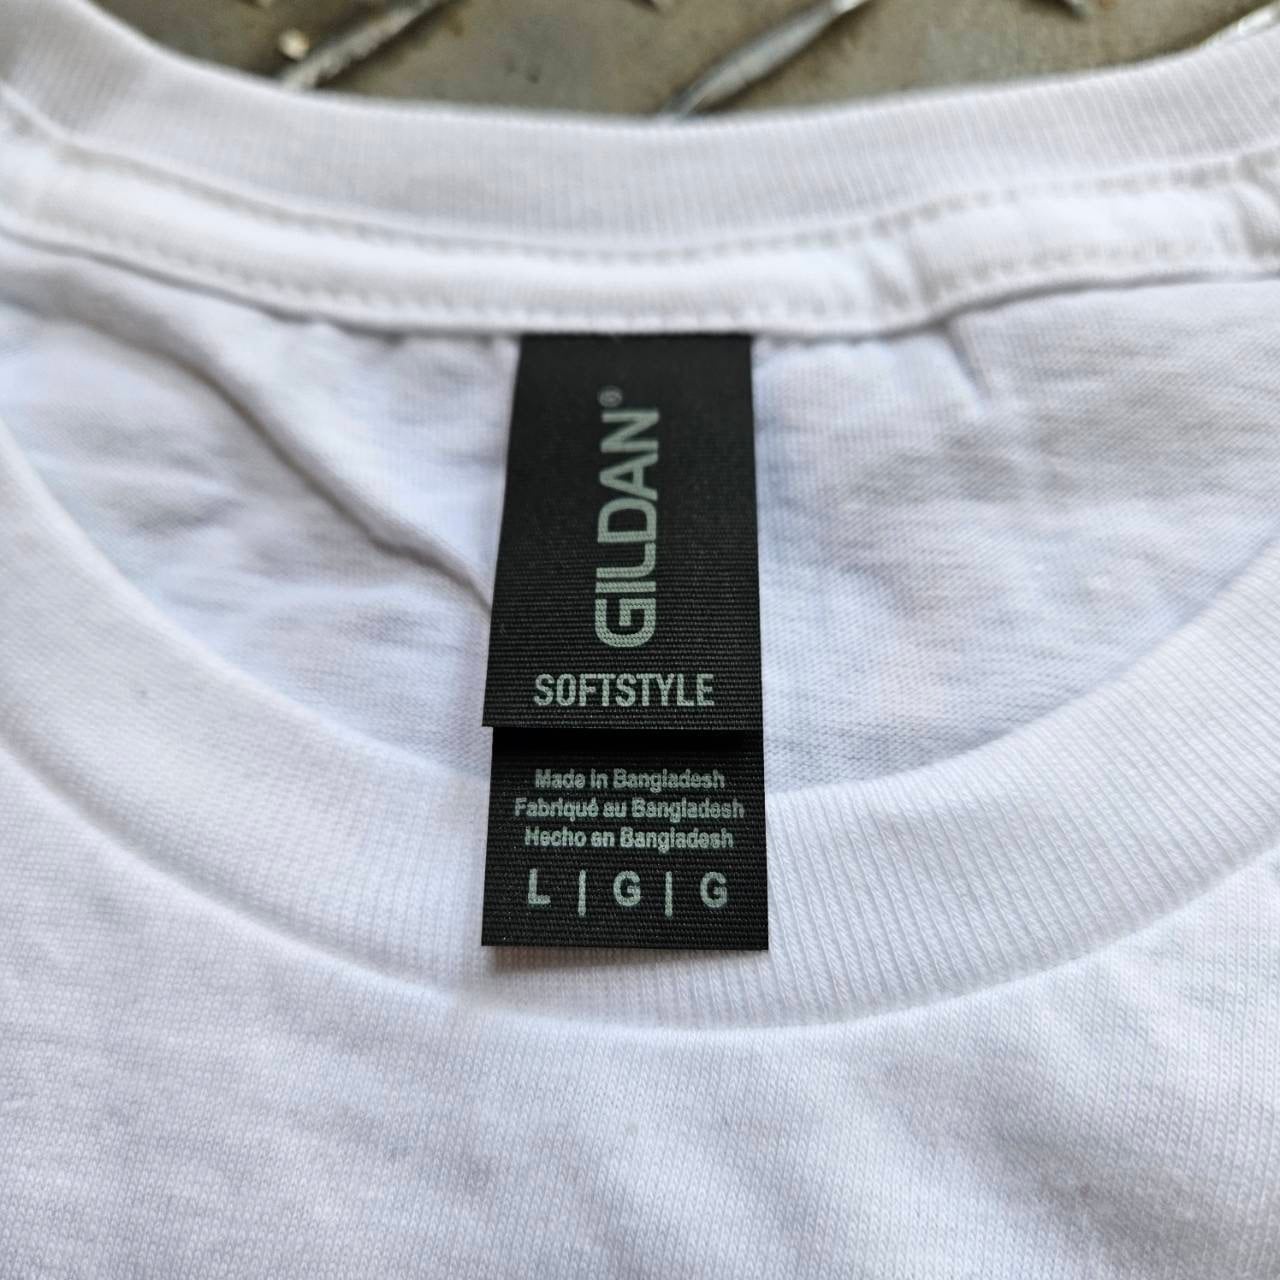 GILDAN®
SOFTSTYLE
Made in Bangladesh
Fabriqué au Bangladesh
Hecho en Bangladesh
L | G | G